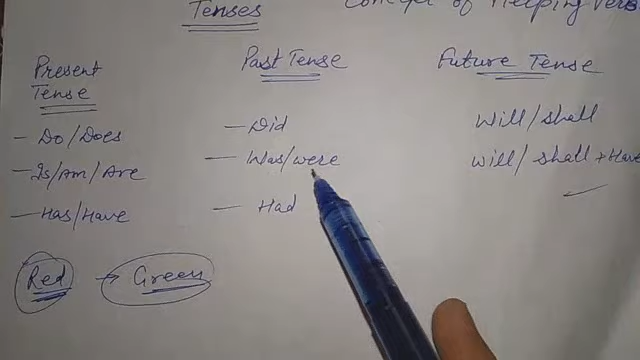 Tenses Concept of Helping Verb
Present Tense
Past Tense
Future Tense
- Do/Does
- Did
Will/shall
- Is/Am/Are
- Was/were
will/shall + Have
- Has/Have
- Had
Red → Green